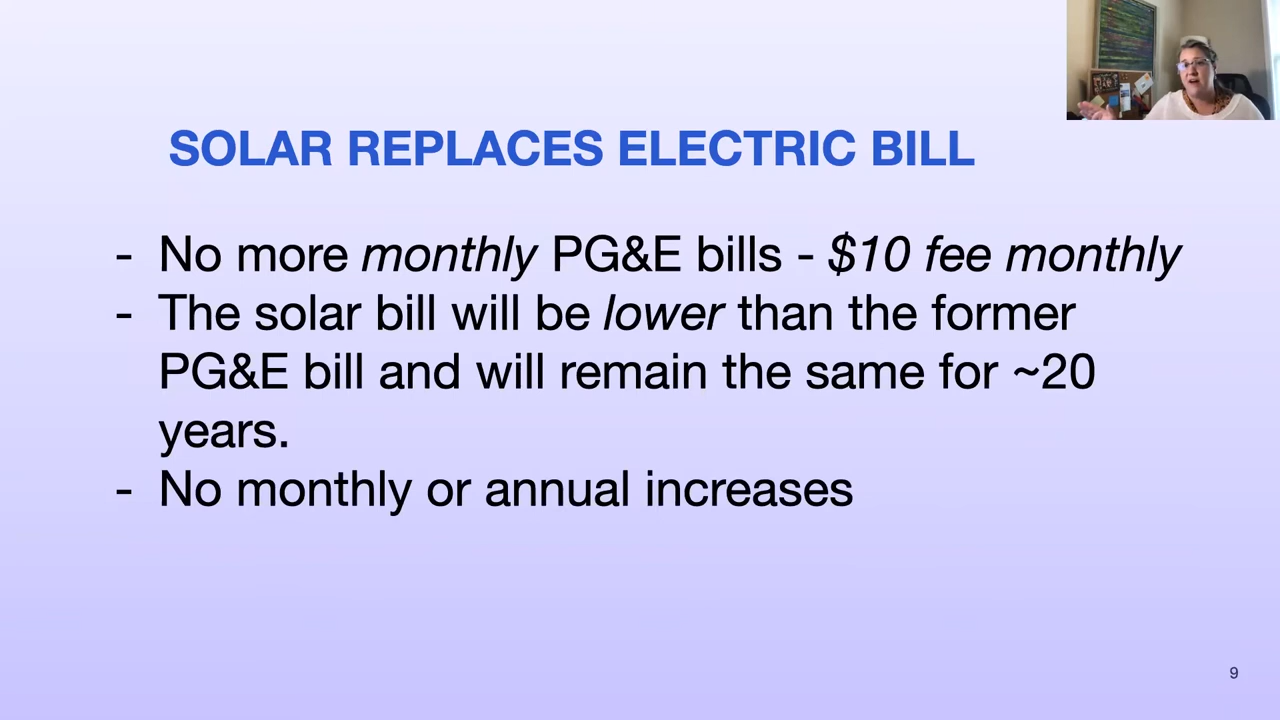 SOLAR REPLACES ELECTRIC BILL
- No more monthly PG&E bills - $10 fee monthly
- The solar bill will be lower than the former
PG&E bill and will remain the same for ~20
years.
- No monthly or annual increases
9